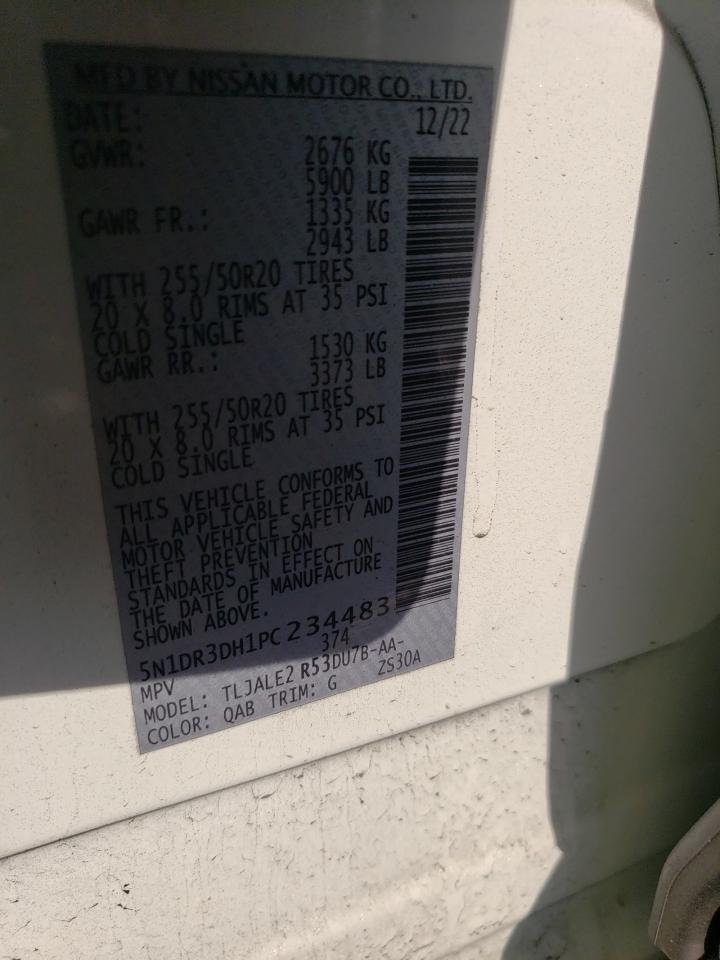 MFD BY NISSAN MOTOR CO., LTD.
DATE: 12/22
GVWR: 2676 KG
5900 LB
GAWR FR.: 1335 KG
2943 LB
WITH 255/50R20 TIRES
20 X 8.0 RIMS AT 35 PSI
COLD SINGLE
GAWR RR.: 1530 KG
3373 LB
WITH 255/50R20 TIRES
20 X 8.0 RIMS AT 35 PSI
COLD SINGLE
THIS VEHICLE CONFORMS TO
ALL APPLICABLE FEDERAL
MOTOR VEHICLE SAFETY AND
THEFT PREVENTION
STANDARDS IN EFFECT ON
THE DATE OF MANUFACTURE
SHOWN ABOVE.
5N1DR3DH1PC234483
MPV 374
MODEL: TLJALE2 R53DU7B-AA-
COLOR: QAB TRIM: G ZS30A